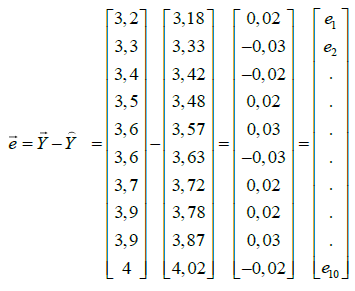 3,2 3,18 0,02 e1
3,3 3,33 −0,03 e2
3,4 3,42 −0,02 .
3,5 3,48 0,02 .
e⃗ = Y⃗ − Ŷ = 3,6 − 3,57 = 0,03 = .
3,6 3,63 −0,03 .
3,7 3,72 0,02 .
3,9 3,78 0,02 .
3,9 3,87 0,03 .
4 4,02 −0,02 e10